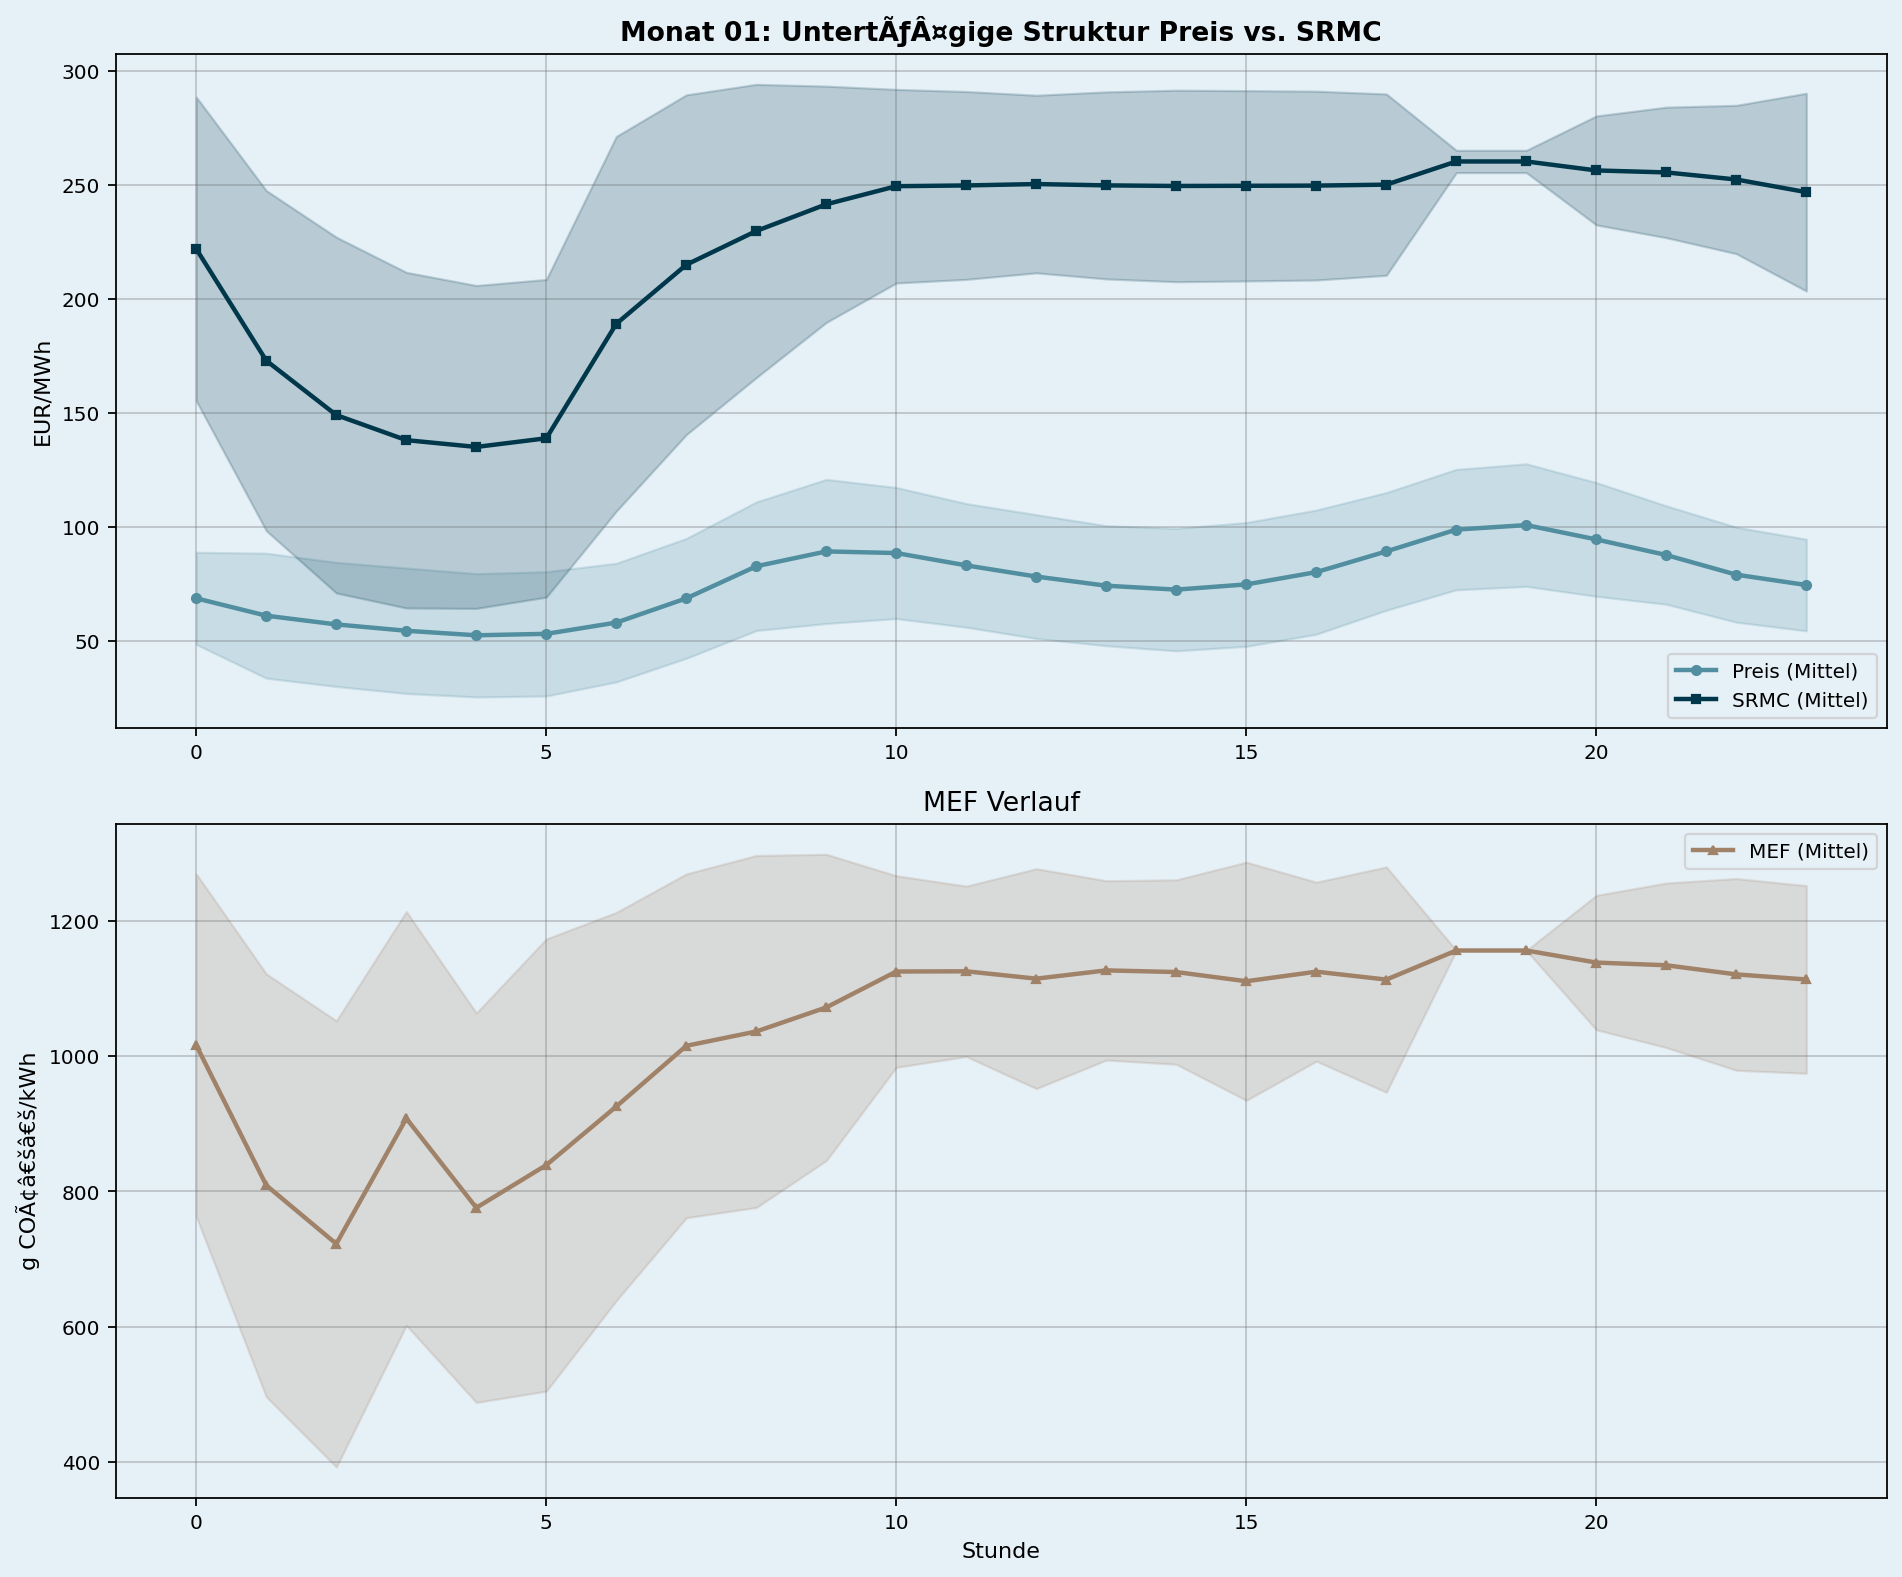 Monat 01: UntertÃƒÂ¤gige Struktur Preis vs. SRMC
300
250
200
150
100
50
EUR/MWh
Preis (Mittel)
SRMC (Mittel)
0 5 10 15 20
MEF Verlauf
MEF (Mittel)
1200
1000
800
600
400
g COÃ¢â€šâ€š/kWh
0 5 10 15 20
Stunde